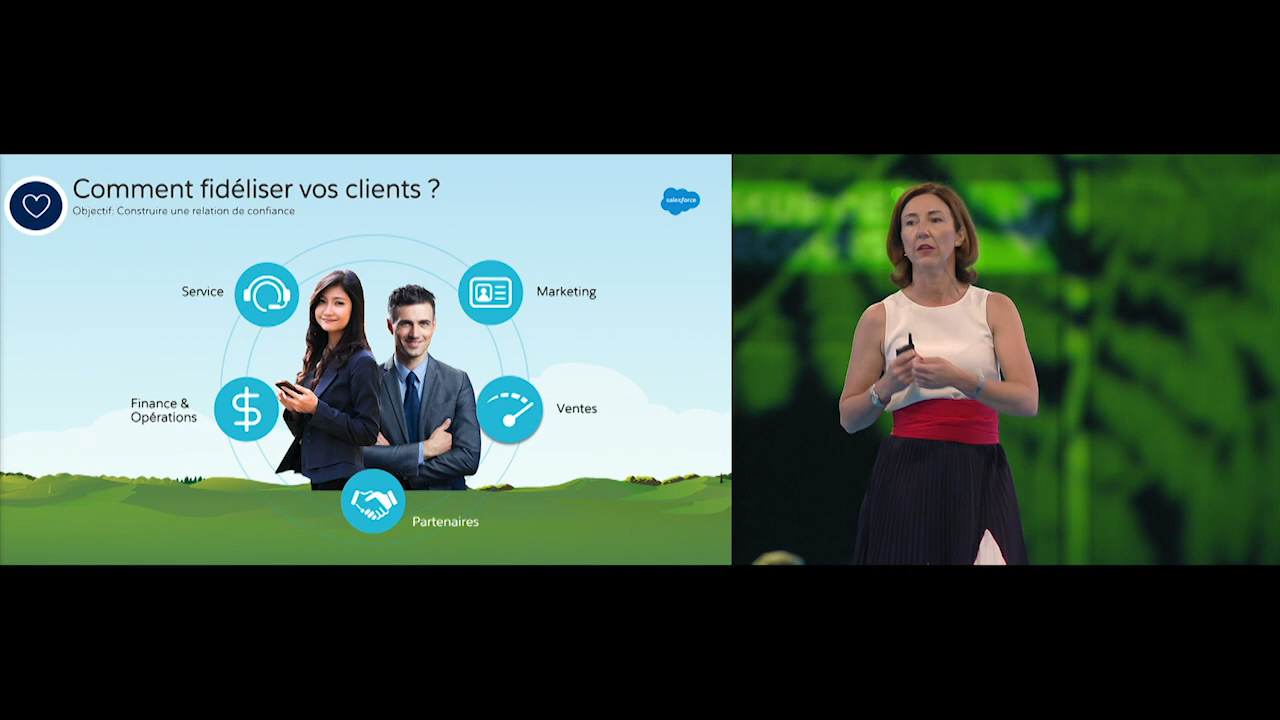 Comment fidéliser vos clients ?
Objectif: Construire une relation de confiance
salesforce
Service
Marketing
Finance &
Opérations
Ventes
Partenaires